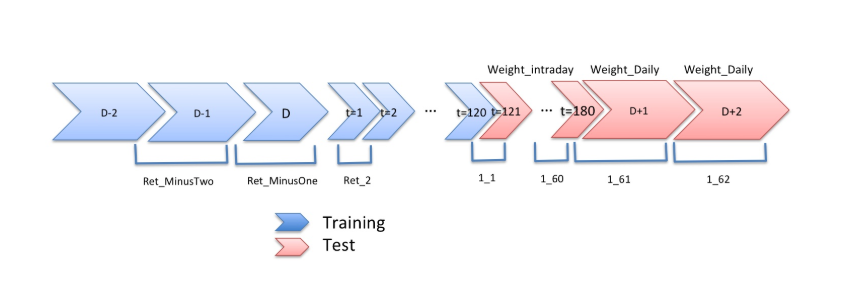 Weight_intraday Weight_Daily Weight_Daily
D-2 D-1 D t=1 t=2 ... t=120 t=121 ... t=180 D+1 D+2
Ret_MinusTwo Ret_MinusOne Ret_2 1_1 1_60 1_61 1_62
Training
Test